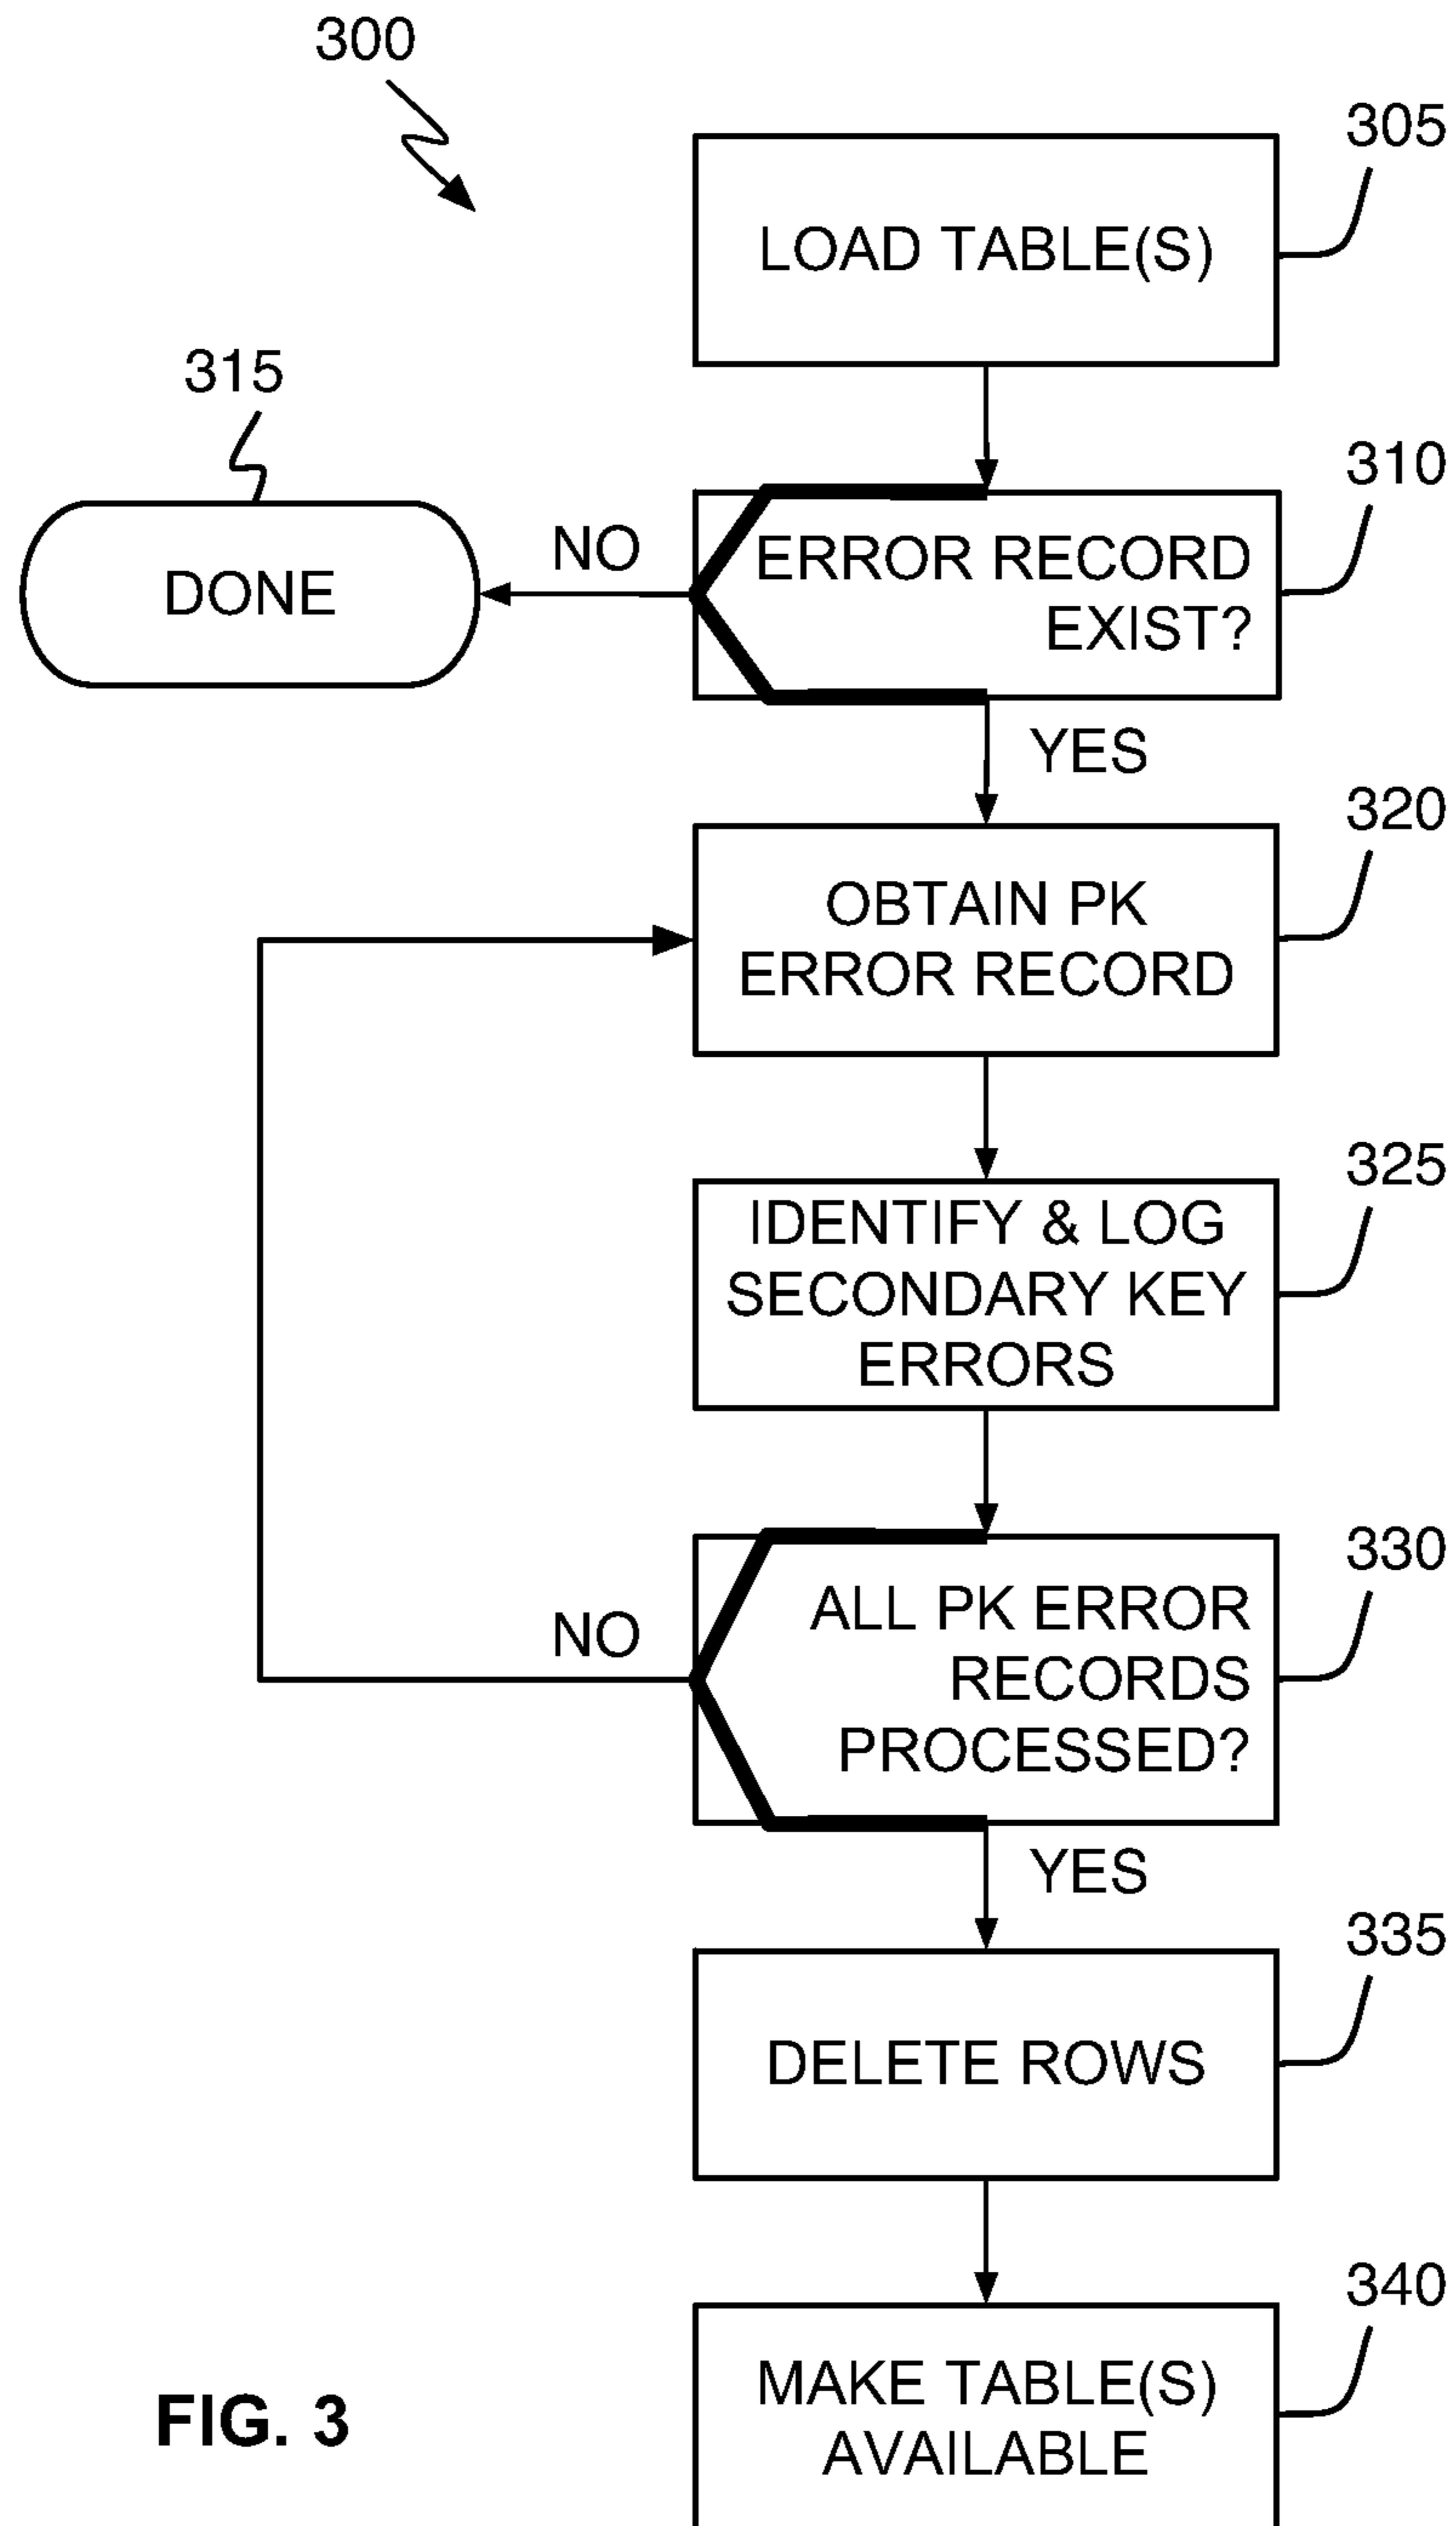 300
305
LOAD TABLE(S)
315
310
DONE
NO
ERROR RECORD
EXIST?
YES
320
OBTAIN PK
ERROR RECORD
325
IDENTIFY & LOG
SECONDARY KEY
ERRORS
330
NO
ALL PK ERROR
RECORDS
PROCESSED?
YES
335
DELETE ROWS
340
MAKE TABLE(S)
AVAILABLE
FIG. 3